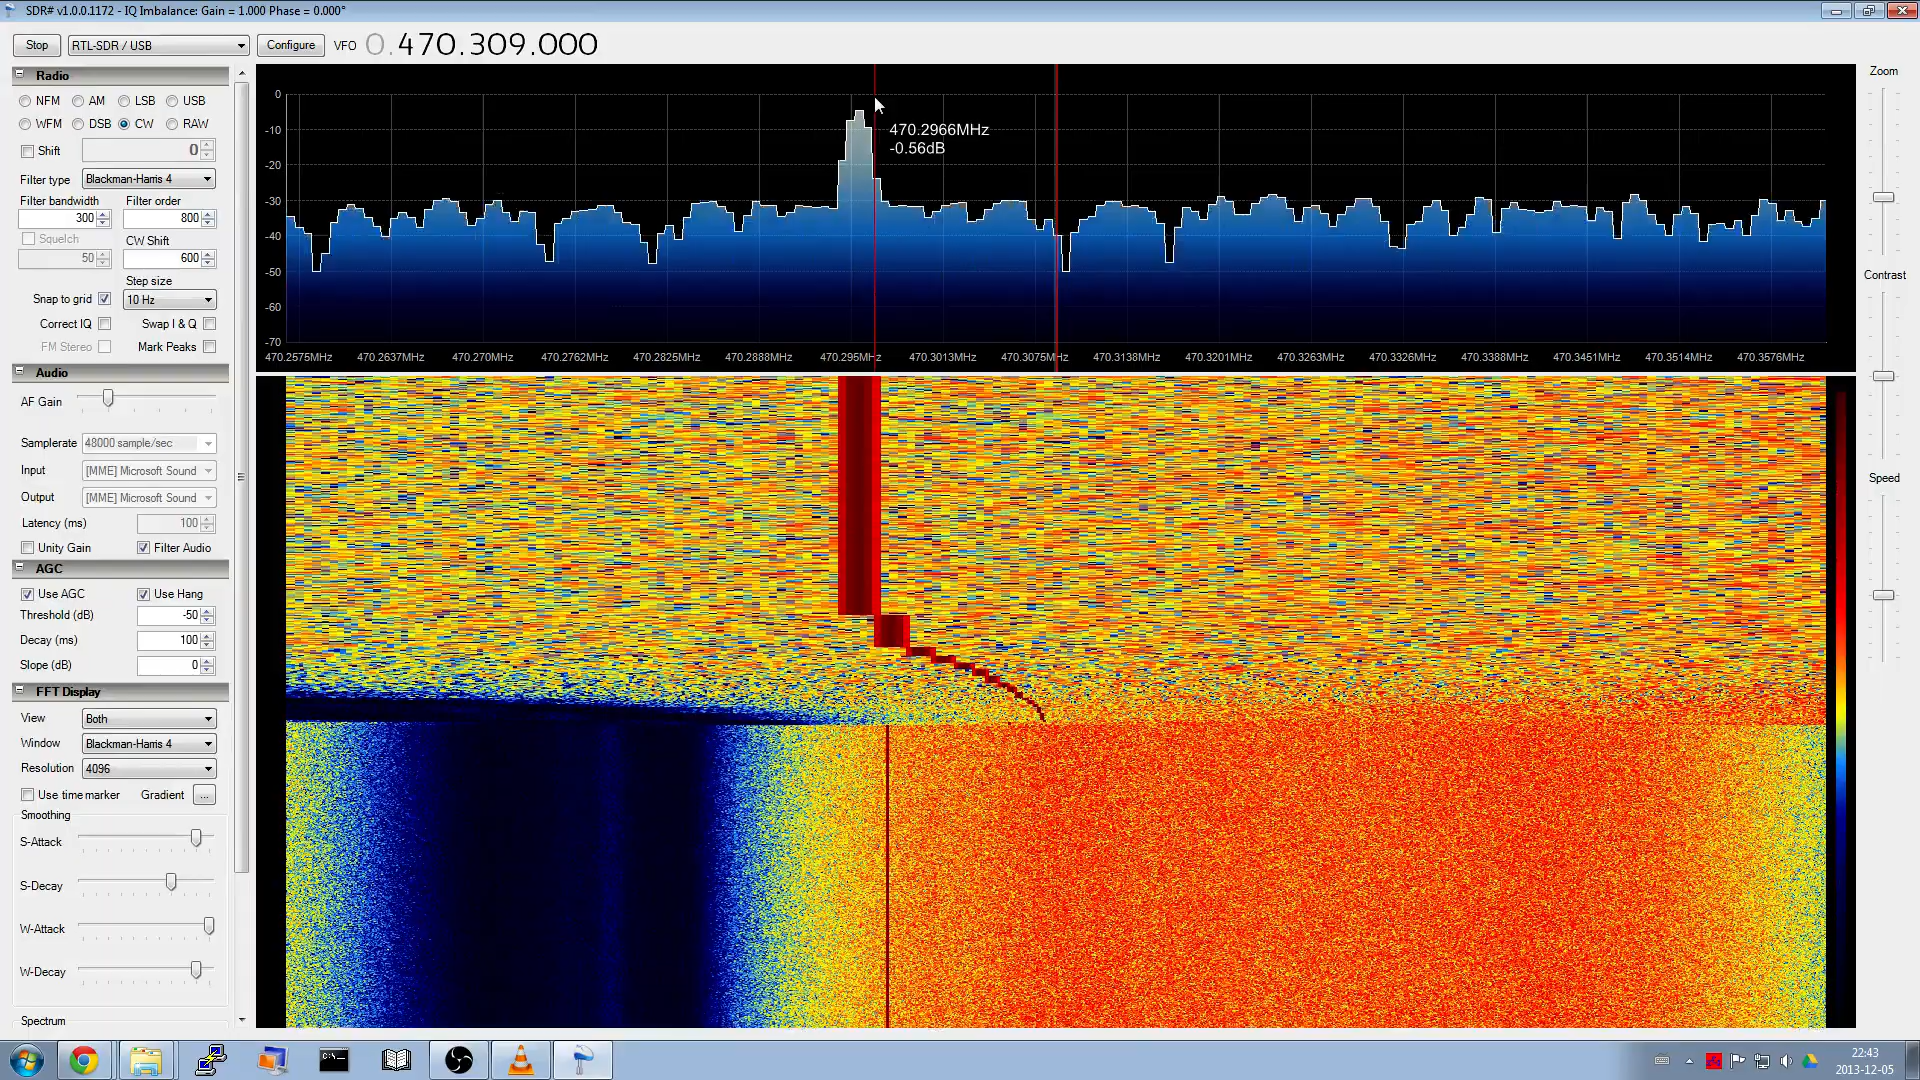 SDR# v1.0.0.1172 - IQ Imbalance: Gain = 1.000 Phase = 0.000°
Stop RTL-SDR / USB Configure VFO 0.470.309.000
Radio
NFM AM LSB USB
WFM DSB CW RAW
Shift 0
Filter type Blackman-Harris 4
Filter bandwidth Filter order
300 800
Squelch CW Shift
50 600
Step size
Snap to grid 10 Hz
Correct IQ Swap I & Q
FM Stereo Mark Peaks
Audio
AF Gain
Samplerate 48000 sample/sec
Input [MME] Microsoft Sound
Output [MME] Microsoft Sound
Latency (ms) 100
Unity Gain Filter Audio
AGC
Use AGC Use Hang
Threshold (dB) -50
Decay (ms) 100
Slope (dB) 0
FFT Display
View Both
Window Blackman-Harris 4
Resolution 4096
Use time marker Gradient ...
Smoothing
S-Attack
S-Decay
W-Attack
W-Decay
Spectrum
0
-10
-20
-30
-40
-50
-60
-70
470.2966MHz
-0.56dB
470.2575MHz 470.2637MHz 470.270MHz 470.2762MHz 470.2825MHz 470.2888MHz 470.295MHz 470.3013MHz 470.3075MHz 470.3138MHz 470.3201MHz 470.3263MHz 470.3326MHz 470.3388MHz 470.3451MHz 470.3514MHz 470.3576MHz
Zoom
Contrast
Speed
C:\_
22:43
2013-12-05